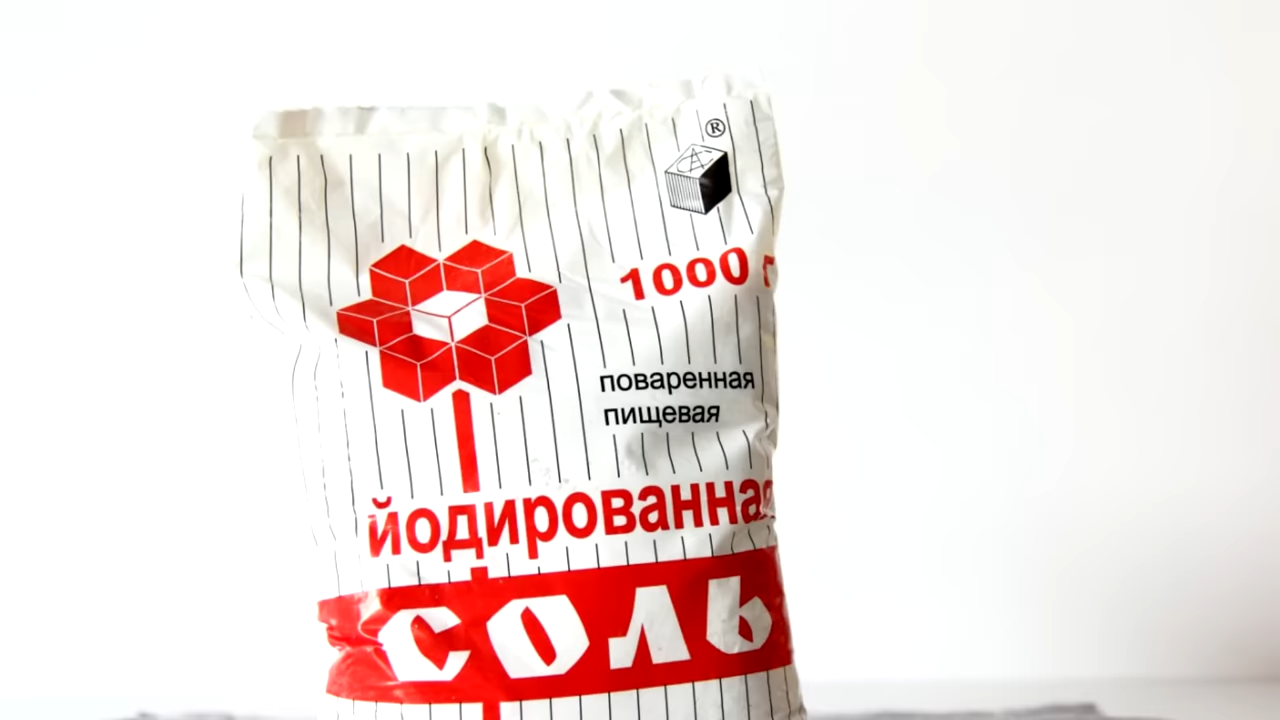 ®
1000 г
поваренная
пищевая
йодированная
соль